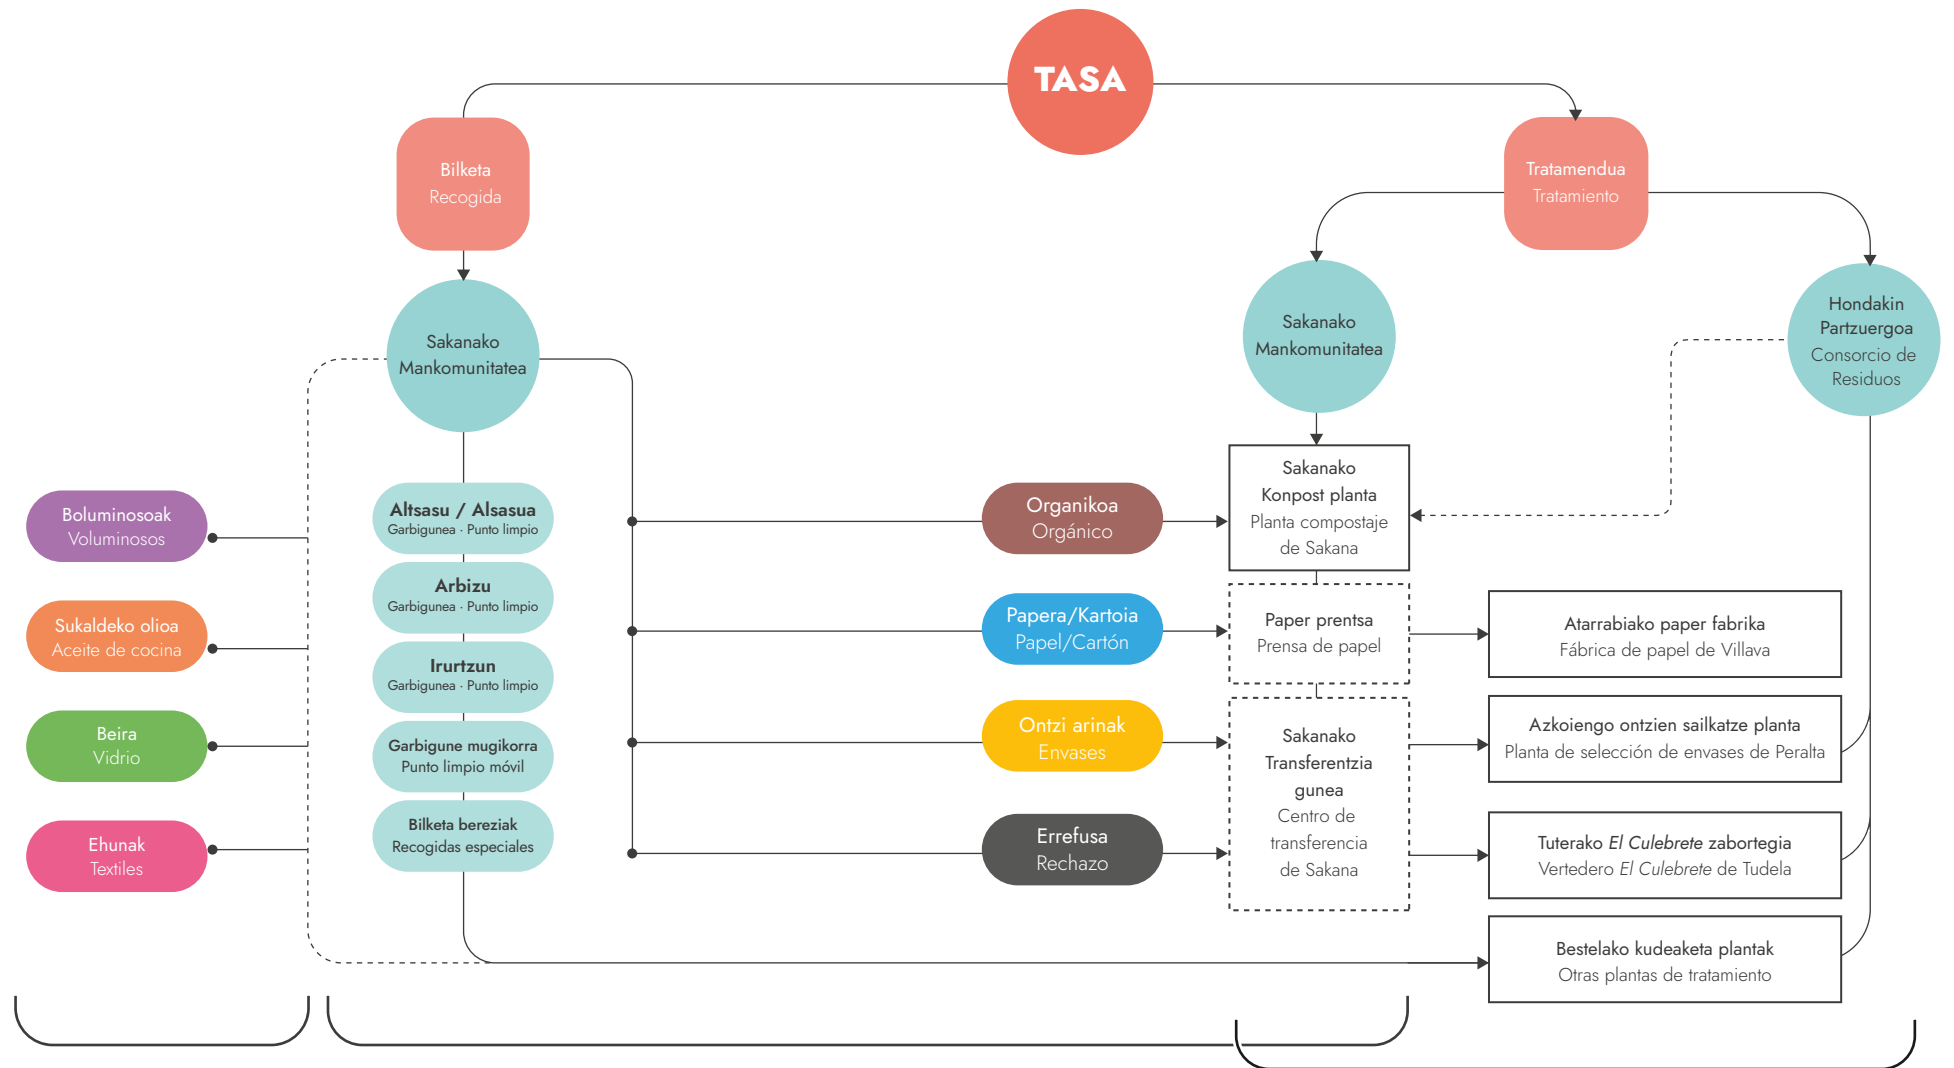 TASA
Bilketa
Recogida
Tratamendua
Tratamiento
Sakanako
Mankomunitatea
Sakanako
Mankomunitatea
Hondakin
Partzuergoa
Consorcio de
Residuos
Boluminosoak
Voluminosos
Sukaldeko olioa
Aceite de cocina
Beira
Vidrio
Ehunak
Textiles
Altsasu / Alsasua
Garbigunea · Punto limpio
Arbizu
Garbigunea · Punto limpio
Irurtzun
Garbigunea · Punto limpio
Garbigune mugikorra
Punto limpio móvil
Bilketa bereziak
Recogidas especiales
Organikoa
Orgánico
Papera/Kartoia
Papel/Cartón
Ontzi arinak
Envases
Errefusa
Rechazo
Sakanako
Konpost planta
Planta compostaje
de Sakana
Paper prentsa
Prensa de papel
Sakanako
Transferentzia
gunea
Centro de
transferencia
de Sakana
Atarrabiako paper fabrika
Fábrica de papel de Villava
Azkoiengo ontzien sailkatze planta
Planta de selección de envases de Peralta
Tuterako El Culebrete zabortegia
Vertedero El Culebrete de Tudela
Bestelako kudeaketa plantak
Otras plantas de tratamiento